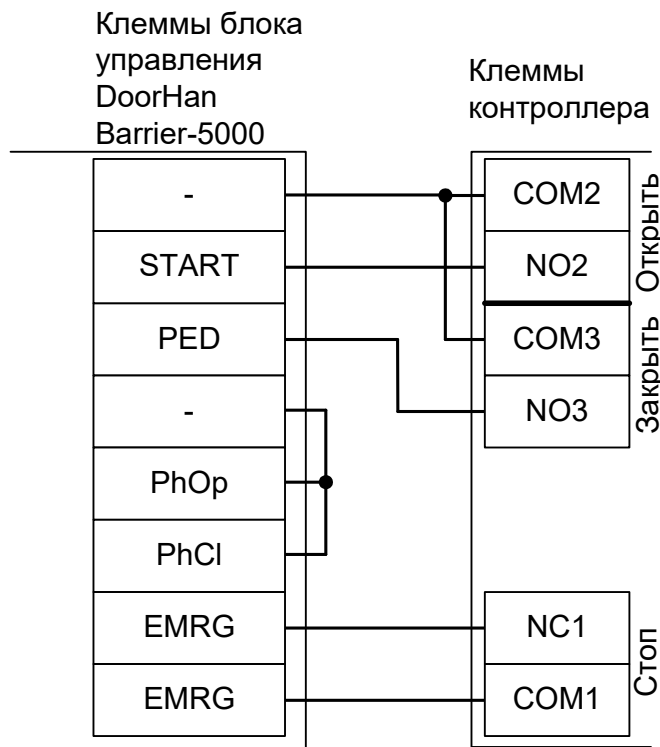 Клеммы блока
управления
DoorHan
Barrier-5000
-
START
PED
-
PhOp
PhCl
EMRG
EMRG
Клеммы
контроллера
COM2
NO2
COM3
NO3
NC1
COM1
Открыть
Закрыть
Стоп